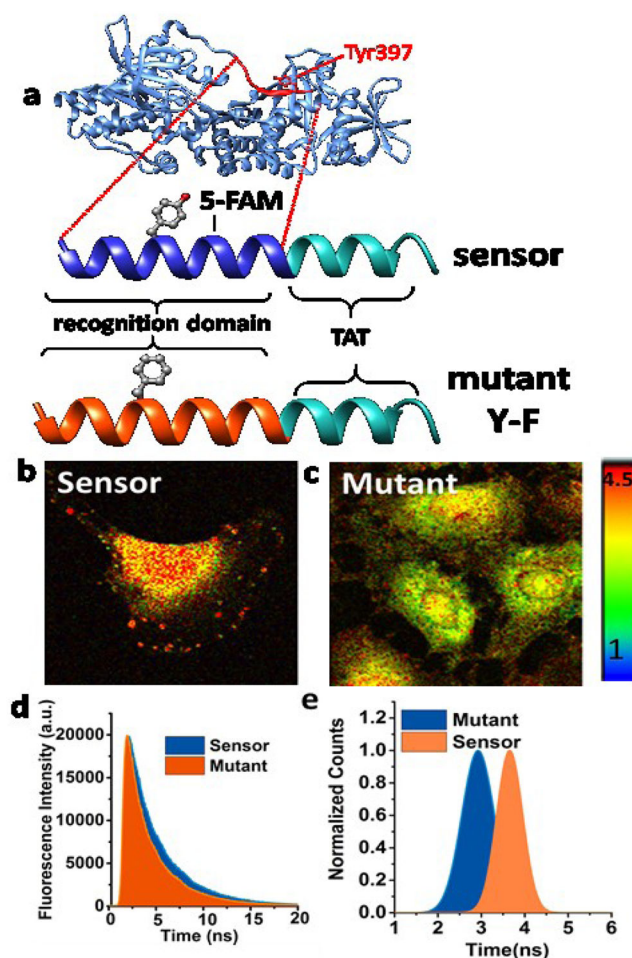 Tyr397
a
5-FAM
sensor
recognition domain
TAT
mutant
Y-F
b Sensor
c Mutant
4.5
1
d
Sensor
Mutant
20000
15000
10000
5000
0
Fluorescence Intensity (a.u.)
0 5 10 15 20
Time (ns)
e
Mutant
Sensor
1.2
1.0
0.8
0.6
0.4
0.2
0.0
Normalized Counts
1 2 3 4 5 6
Time(ns)